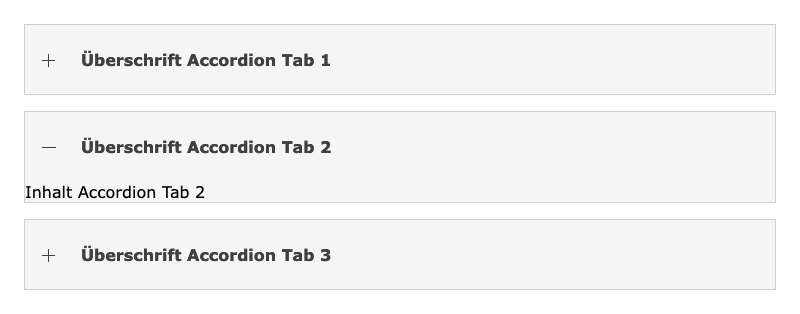 Überschrift Accordion Tab 1
Überschrift Accordion Tab 2
Inhalt Accordion Tab 2
Überschrift Accordion Tab 3